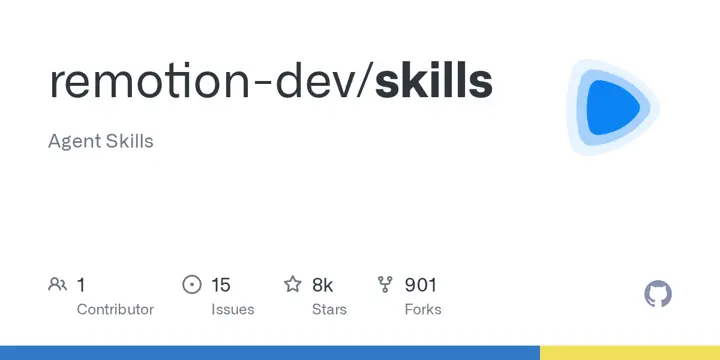 remotion-dev/skills
Agent Skills
1 15 8k 901
Contributor Issues Stars Forks